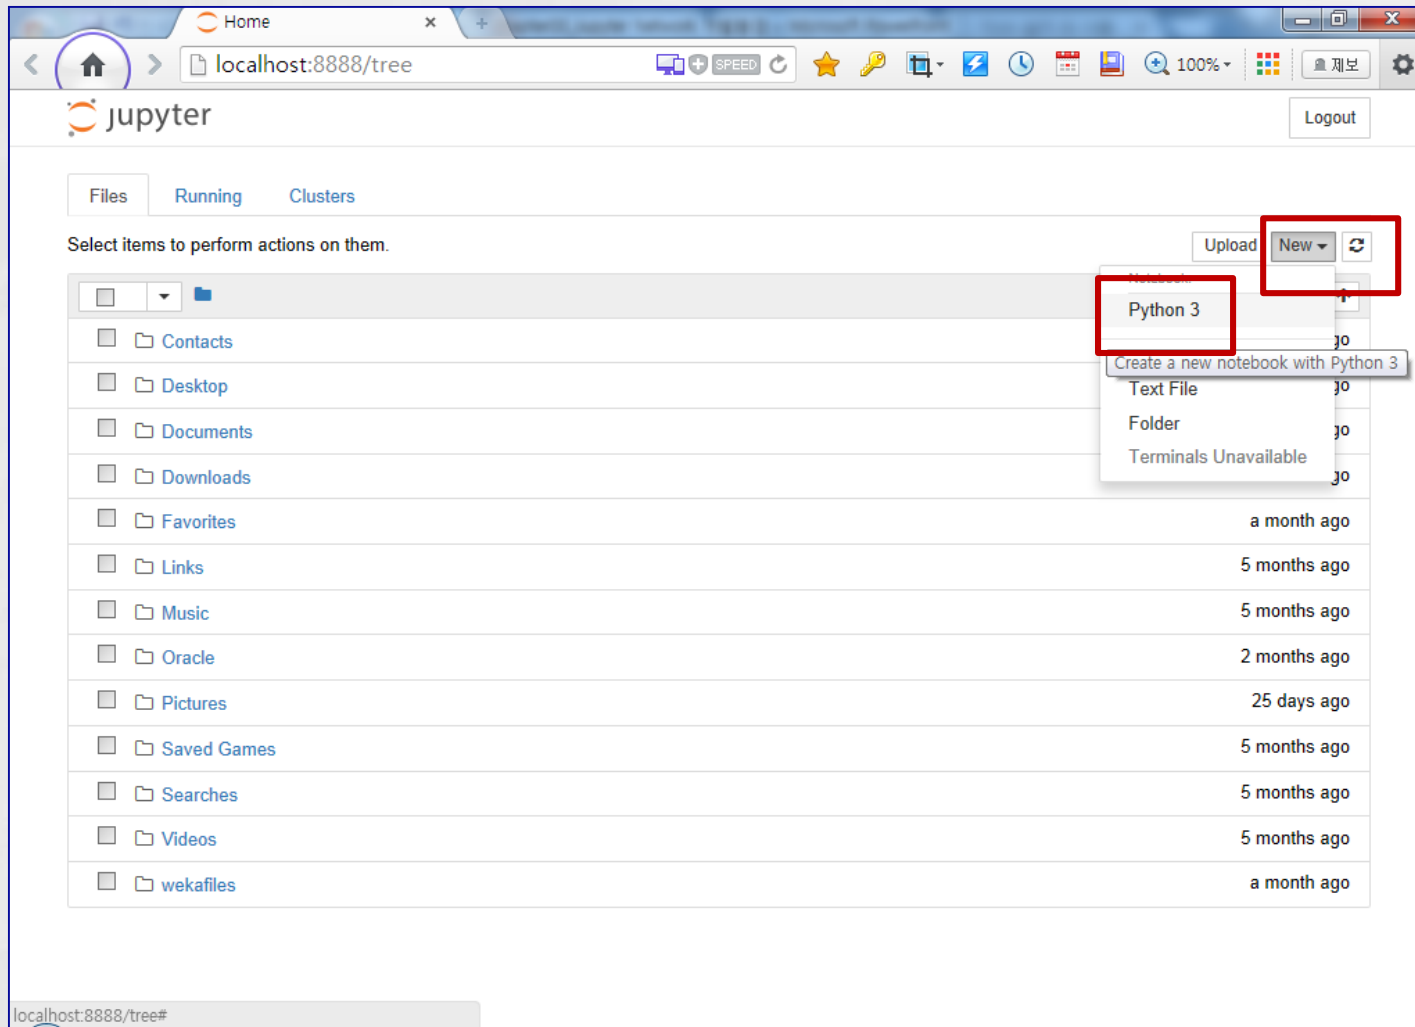 Home
localhost:8888/tree
SPEED
100%
제보
jupyter
Logout
Files
Running
Clusters
Select items to perform actions on them.
Upload
New
Python 3
Create a new notebook with Python 3
Text File
Folder
Terminals Unavailable
Contacts
go
Desktop
go
Documents
go
Downloads
go
Favorites
a month ago
Links
5 months ago
Music
5 months ago
Oracle
2 months ago
Pictures
25 days ago
Saved Games
5 months ago
Searches
5 months ago
Videos
5 months ago
wekafiles
a month ago
localhost:8888/tree#